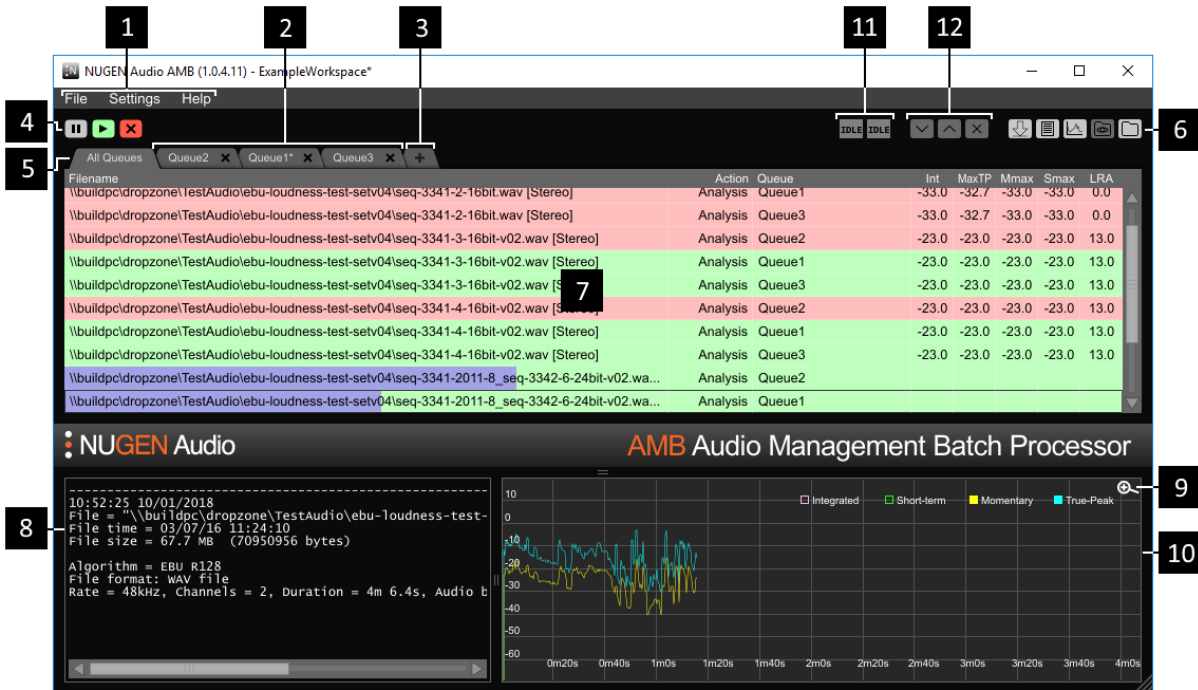 1
2
3
11
12
NUGEN Audio AMB (1.0.4.11) - ExampleWorkspace*
File Settings Help
4
IDLE IDLE
6
5
All Queues Queue2 Queue1* Queue3
Filename Action Queue Int MaxTP Mmax Smax LRA
\\buildpc\dropzone\TestAudio\ebu-loudness-test-setv04\seq-3341-2-16bit.wav [Stereo] Analysis Queue1 -33.0 -32.7 -33.0 -33.0 0.0
\\buildpc\dropzone\TestAudio\ebu-loudness-test-setv04\seq-3341-2-16bit.wav [Stereo] Analysis Queue3 -33.0 -32.7 -33.0 -33.0 0.0
\\buildpc\dropzone\TestAudio\ebu-loudness-test-setv04\seq-3341-3-16bit-v02.wav [Stereo] Analysis Queue2 -23.0 -23.0 -23.0 -23.0 13.0
\\buildpc\dropzone\TestAudio\ebu-loudness-test-setv04\seq-3341-3-16bit-v02.wav [Stereo] Analysis Queue1 -23.0 -23.0 -23.0 -23.0 13.0
\\buildpc\dropzone\TestAudio\ebu-loudness-test-setv04\seq-3341-3-16bit-v02.wav Analysis Queue3 -23.0 -23.0 -23.0 -23.0 13.0
7
\\buildpc\dropzone\TestAudio\ebu-loudness-test-setv04\seq-3341-4-16bit-v02.wav Analysis Queue2 -23.0 -23.0 -23.0 -23.0 13.0
\\buildpc\dropzone\TestAudio\ebu-loudness-test-setv04\seq-3341-4-16bit-v02.wav [Stereo] Analysis Queue1 -23.0 -23.0 -23.0 -23.0 13.0
\\buildpc\dropzone\TestAudio\ebu-loudness-test-setv04\seq-3341-4-16bit-v02.wav [Stereo] Analysis Queue3 -23.0 -23.0 -23.0 -23.0 13.0
\\buildpc\dropzone\TestAudio\ebu-loudness-test-setv04\seq-3341-2011-8_seq-3342-6-24bit-v02.wa... Analysis Queue2
\\buildpc\dropzone\TestAudio\ebu-loudness-test-setv04\seq-3341-2011-8_seq-3342-6-24bit-v02.wa... Analysis Queue1
NUGEN Audio
AMB Audio Management Batch Processor
8
10:52:25 10/01/2018
File = "\\buildpc\dropzone\TestAudio\ebu-loudness-test-
File time = 03/07/16 11:24:10
File size = 67.7 MB (70950956 bytes)
Algorithm = EBU R128
File format: WAV file
Rate = 48kHz, Channels = 2, Duration = 4m 6.4s, Audio b
9
10
Integrated Short-term Momentary True-Peak
10
0
-10
-20
-30
-40
-50
-60
0m20s 0m40s 1m0s 1m20s 1m40s 2m0s 2m20s 2m40s 3m0s 3m20s 3m40s 4m0s